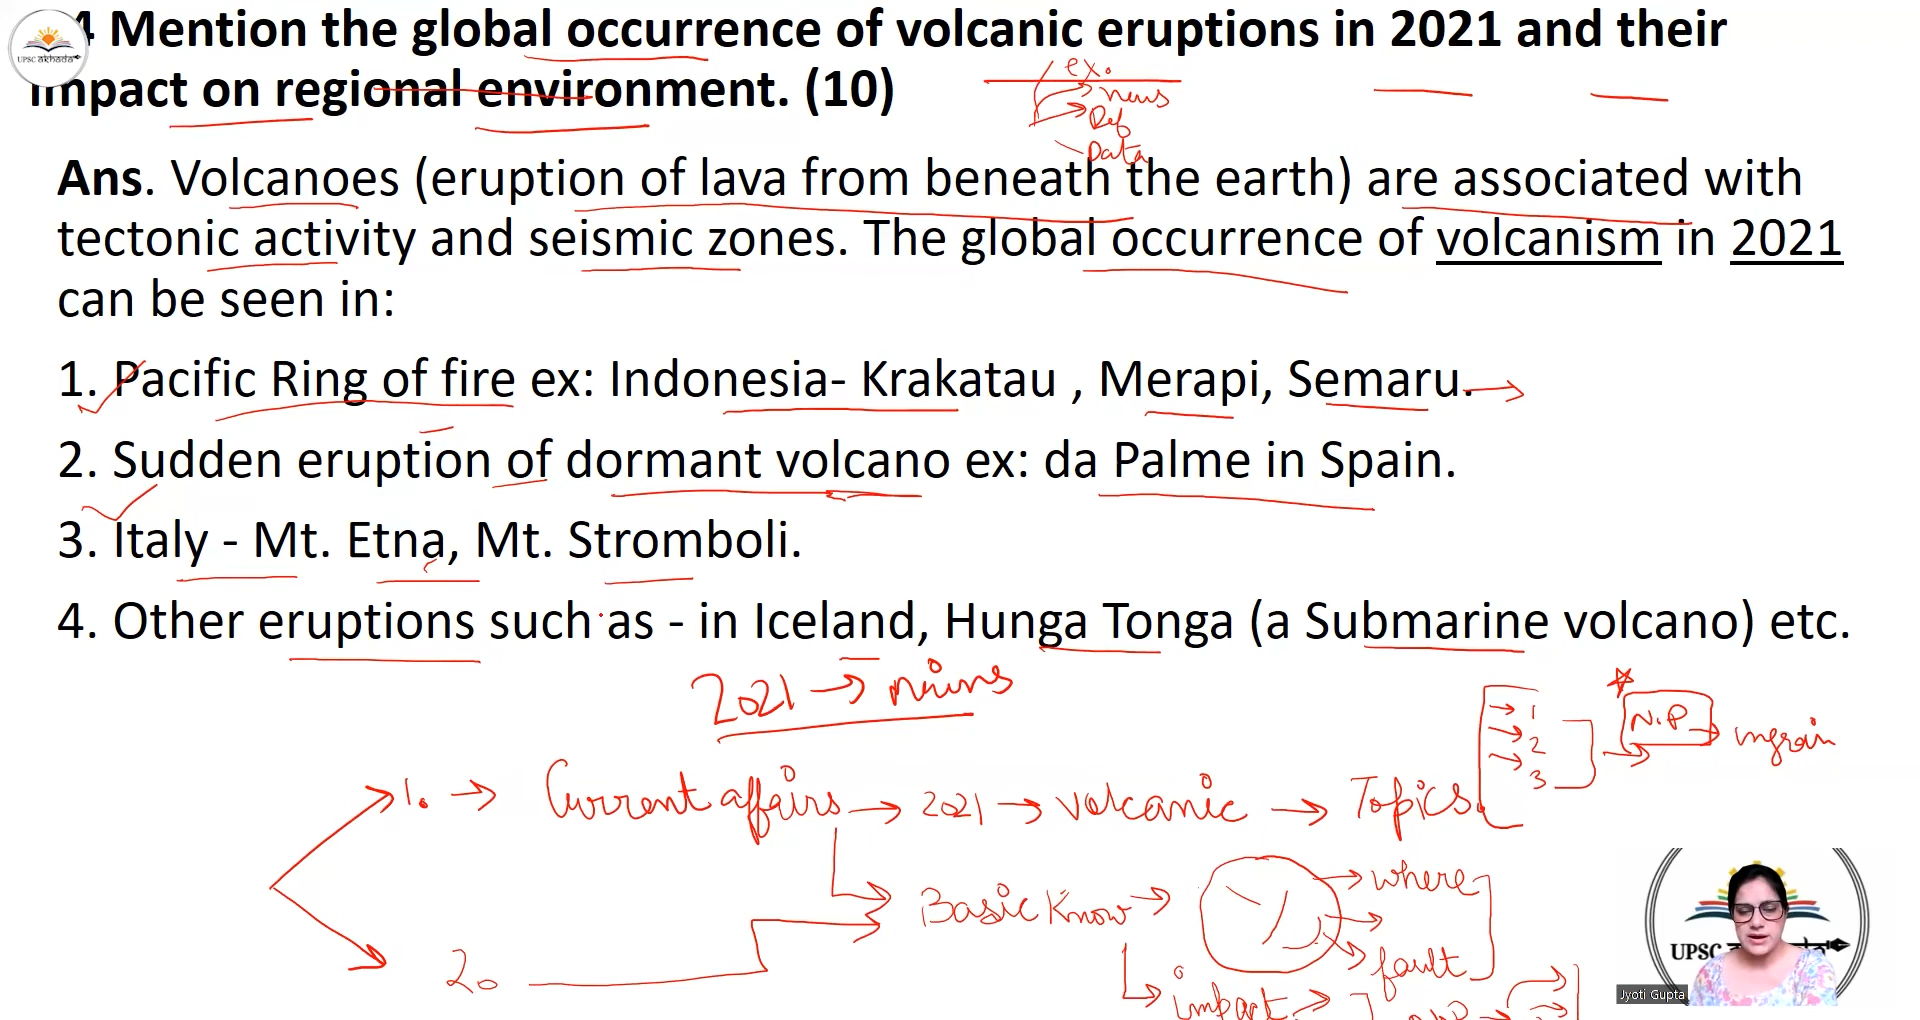 4 Mention the global occurrence of volcanic eruptions in 2021 and their
impact on regional environment. (10)
ex.
news
Data
Ans. Volcanoes (eruption of lava from beneath the earth) are associated with
tectonic activity and seismic zones. The global occurrence of volcanism in 2021
can be seen in:
1. Pacific Ring of fire ex: Indonesia- Krakatau , Merapi, Semaru.
2. Sudden eruption of dormant volcano ex: da Palme in Spain.
3. Italy - Mt. Etna, Mt. Stromboli.
4. Other eruptions such as - in Iceland, Hunga Tonga (a Submarine volcano) etc.
2021 → mains
1. → Current affairs → 2021 → volcanic → Topics
→ 1
→ 2
→ 3
N.P → ingrain
Basic Know →
→ where
→ fault
2.
impact →
UPSC akhada
UPSC
Jyoti Gupta